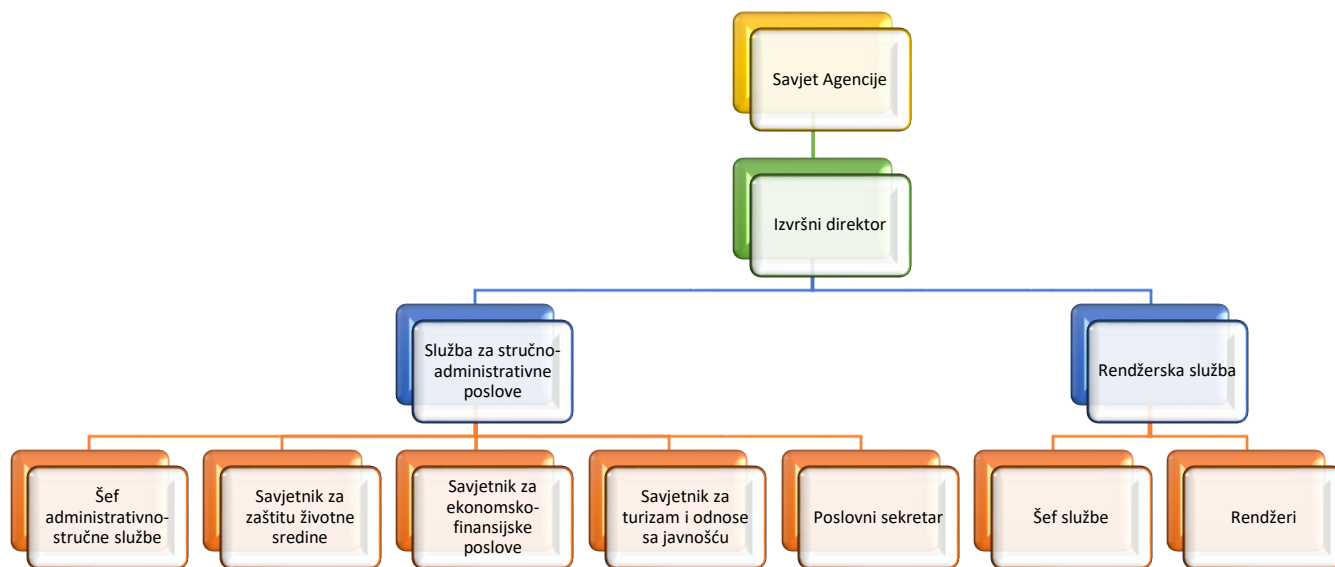 Savjet Agencije
Izvršni direktor
Služba za stručno-
administrativne
poslove
Rendžerska služba
Šef
administrativno-
stručne službe
Savjetnik za
zaštitu životne
sredine
Savjetnik za
ekonomsko-
finansijske
poslove
Savjetnik za
turizam i odnose
sa javnošću
Poslovni sekretar
Šef službe
Rendžeri